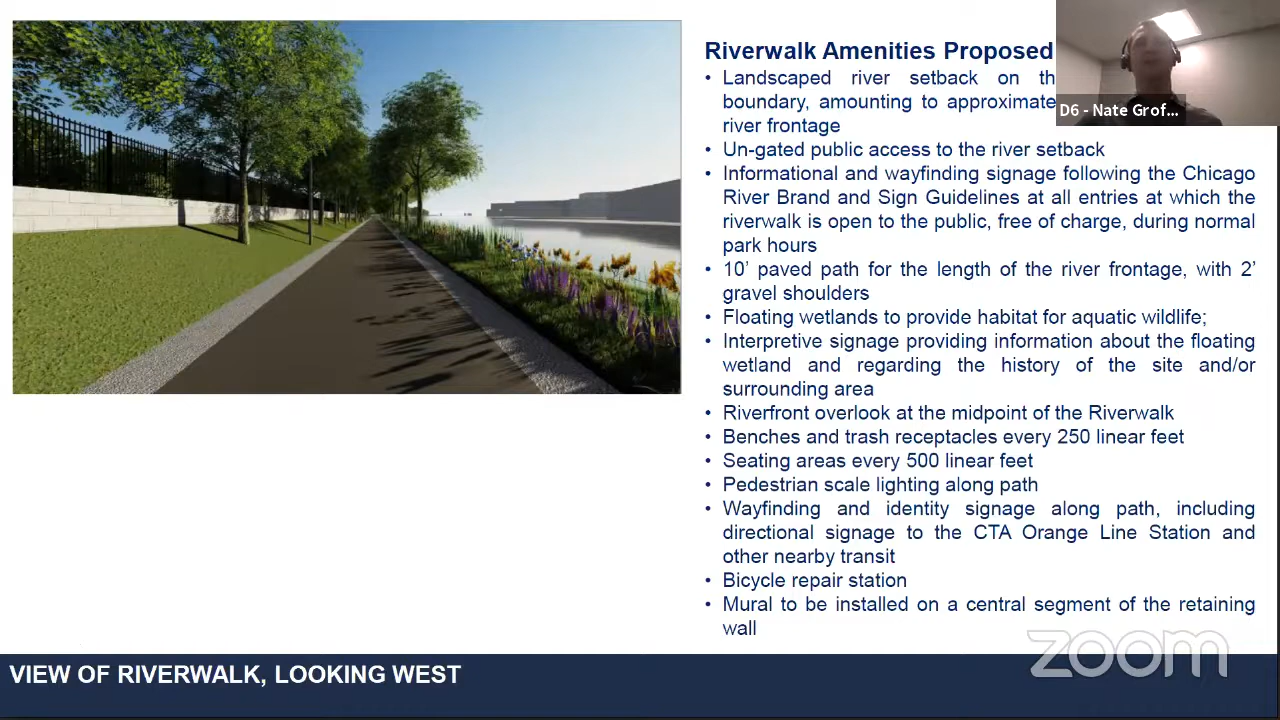 Riverwalk Amenities Proposed
• Landscaped river setback on
boundary, amounting to
river frontage
• Un-gated public access to the river setback
• Informational and wayfinding signage following the Chicago
River Brand and Sign Guidelines at all entries at which the
riverwalk is open to the public, free of charge, during normal
park hours
• 10’ paved path for the length of the river frontage, with 2’
gravel shoulders
• Floating wetlands to provide habitat for aquatic wildlife;
• Interpretive signage providing information about the floating
wetland and regarding the history of the site and/or
surrounding area
• Riverfront overlook at the midpoint of the Riverwalk
• Benches and trash receptacles every 250 linear feet
• Seating areas every 500 linear feet
• Pedestrian scale lighting along path
• Wayfinding and identity signage along path, including
directional signage to the CTA Orange Line Station and
other nearby transit
• Bicycle repair station
• Mural to be installed on a central segment of the retaining
wall
D6 - Nate Grof...
zoom
VIEW OF RIVERWALK, LOOKING WEST